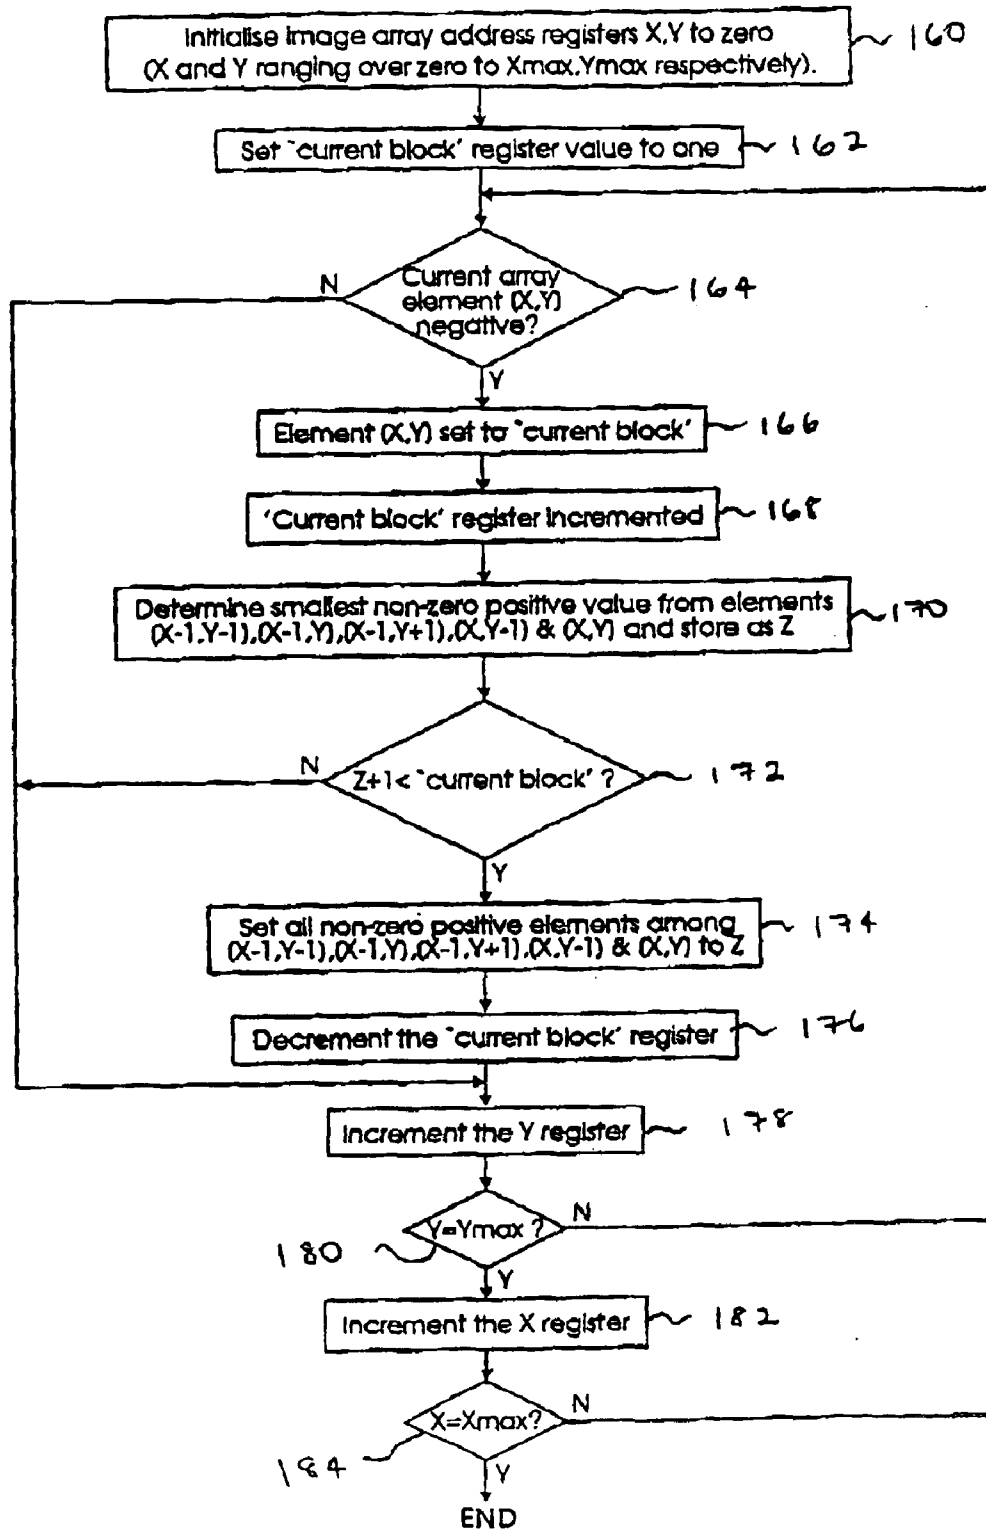 Initialise image array address registers X,Y to zero
(X and Y ranging over zero to Xmax,Ymax respectively).
160
Set `current block' register value to one
162
Current array
element (X,Y)
negative?
164
N
Y
Element (X,Y) set to `current block'
166
'Current block' register incremented
168
Determine smallest non-zero positive value from elements
(X-1,Y-1),(X-1,Y),(X-1,Y+1),(X,Y-1) & (X,Y) and store as Z
170
N
Z+1< `current block' ?
172
Y
Set all non-zero positive elements among
(X-1,Y-1),(X-1,Y),(X-1,Y+1),(X,Y-1) & (X,Y) to Z
174
Decrement the `current block' register
176
Increment the Y register
178
Y=Ymax ?
N
180
Y
Increment the X register
182
X=Xmax?
N
184
Y
END